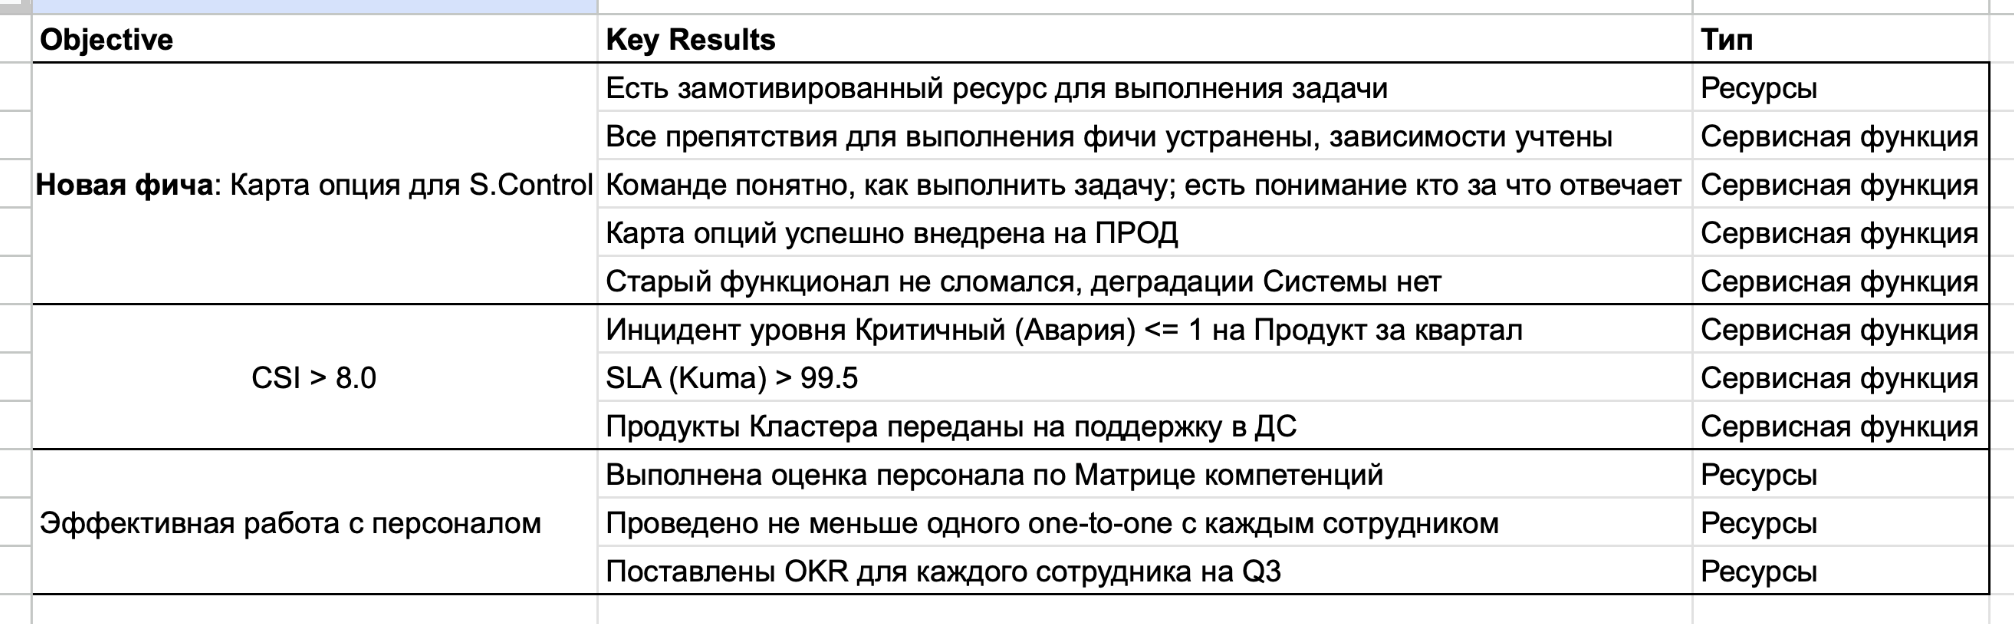 Objective Key Results Тип
Есть замотивированный ресурс для выполнения задачи Ресурсы
Все препятствия для выполнения фичи устранены, зависимости учтены Сервисная функция
Новая фича: Карта опция для S.Control Команде понятно, как выполнить задачу; есть понимание кто за что отвечает Сервисная функция
Карта опций успешно внедрена на ПРОД Сервисная функция
Старый функционал не сломался, деградации Системы нет Сервисная функция
Инцидент уровня Критичный (Авария) <= 1 на Продукт за квартал Сервисная функция
CSI > 8.0 SLA (Kuma) > 99.5 Сервисная функция
Продукты Кластера переданы на поддержку в ДС Сервисная функция
Выполнена оценка персонала по Матрице компетенций Ресурсы
Эффективная работа с персоналом Проведено не меньше одного one-to-one с каждым сотрудником Ресурсы
Поставлены OKR для каждого сотрудника на Q3 Ресурсы